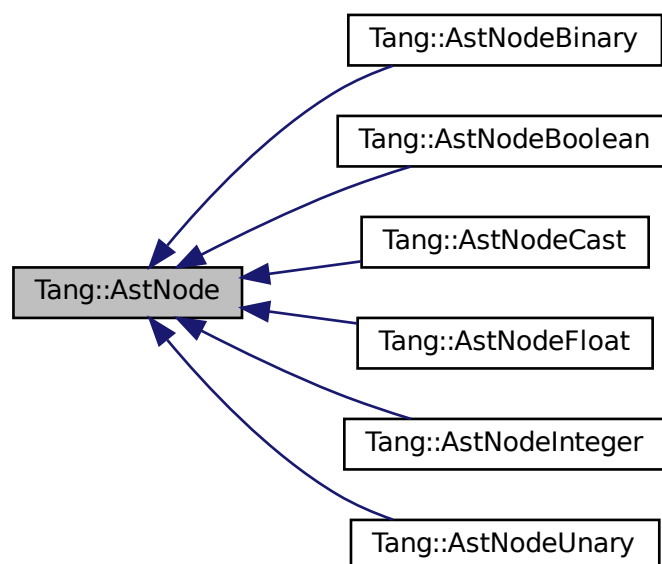 Tang::AstNodeBinary
Tang::AstNodeBoolean
Tang::AstNodeCast
Tang::AstNode
Tang::AstNodeFloat
Tang::AstNodeInteger
Tang::AstNodeUnary